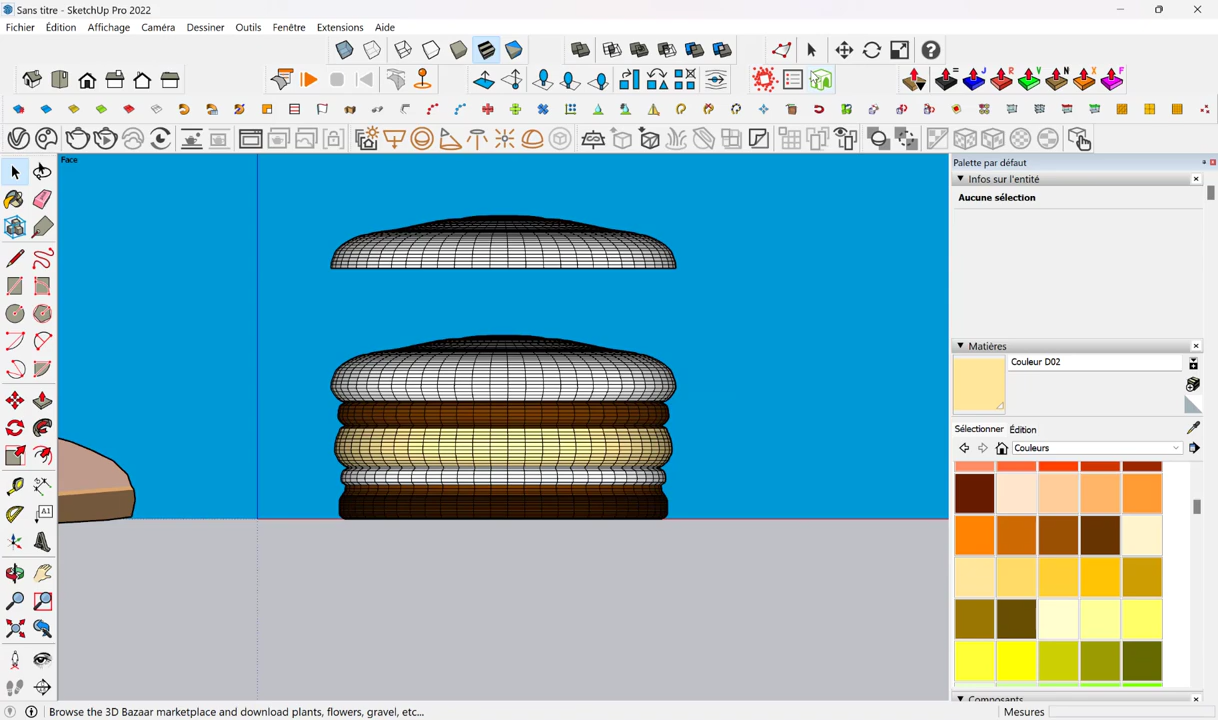 Sans titre - SketchUp Pro 2022
Fichier Édition Affichage Caméra Dessiner Outils Fenêtre Extensions Aide
Face
Palette par défaut
Infos sur l'entité
Aucune sélection
Matières
Couleur D02
Sélectionner Édition
Couleurs
A1
Composants
Browse the 3D Bazaar marketplace and download plants, flowers, gravel, etc...
Mesures